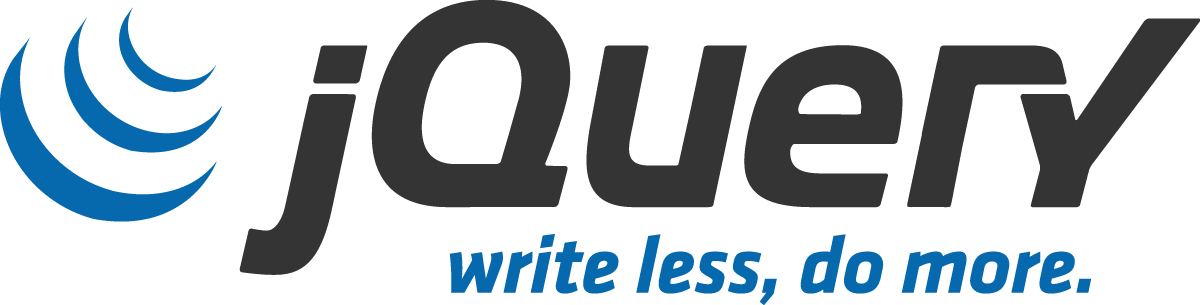 jQuery
write less, do more.